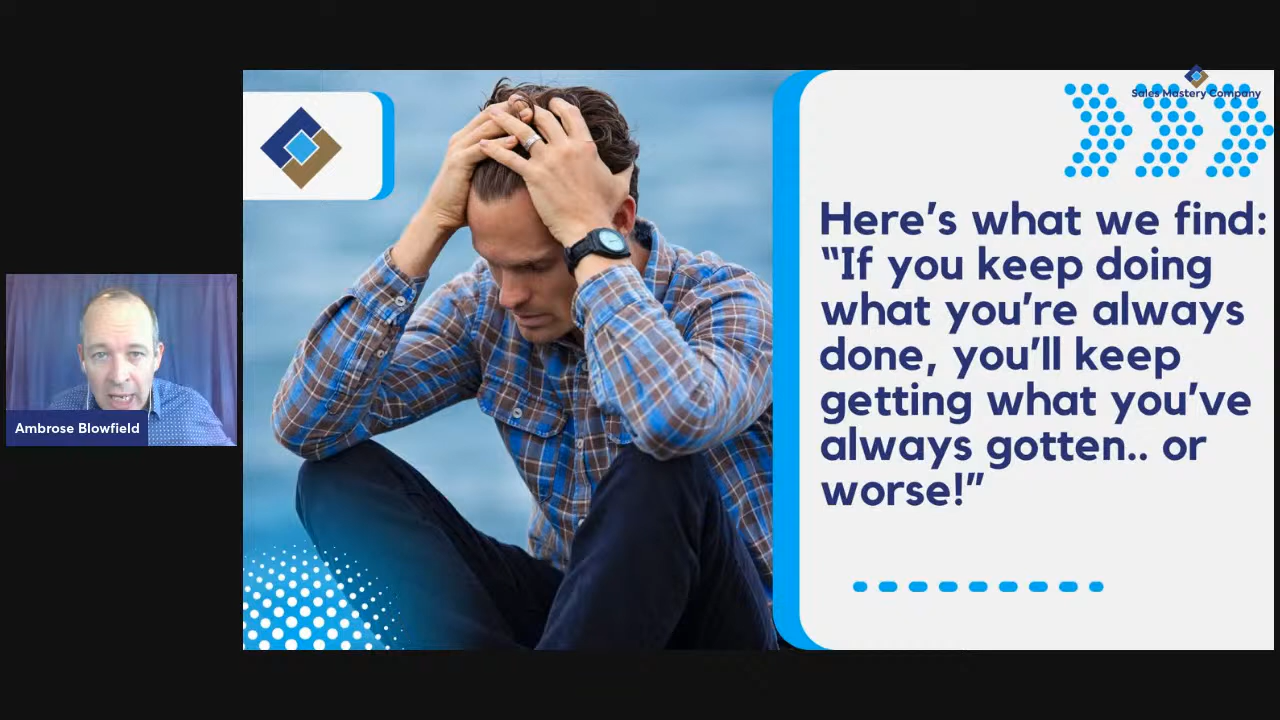 Sales Mastery Company
Here's what we find:
“If you keep doing
what you're always
done, you'll keep
getting what you've
always gotten.. or
worse!”
Ambrose Blowfield